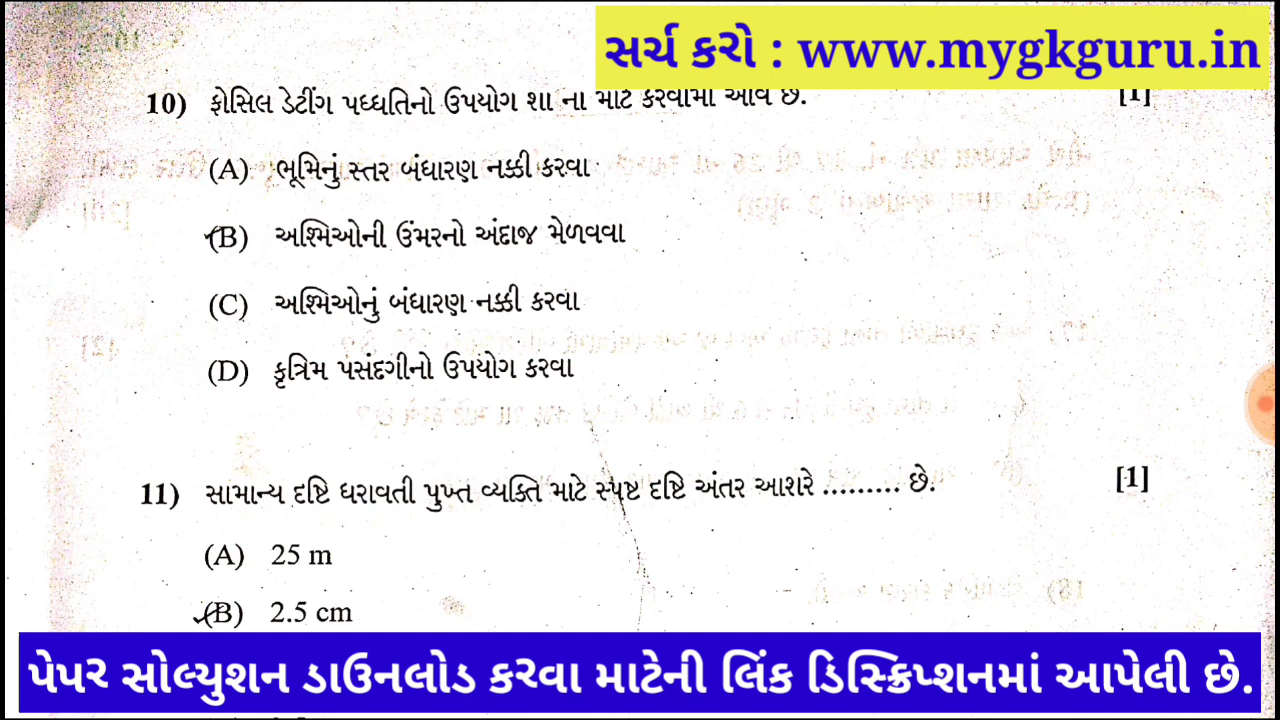 સર્ચ કરો : www.mygkguru.in
10) ફોસિલ ડેટીંગ પધ્ધતિનો ઉપયોગ શા ના માટે કરવામાં આવે છે. [1]
(A) ભૂમિનું સ્તર બંધારણ નક્કી કરવા
(B) અશ્મિઓની ઉંમરનો અંદાજ મેળવવા
(C) અશ્મિઓનું બંધારણ નક્કી કરવા
(D) કૃત્રિમ પસંદગીનો ઉપયોગ કરવા
11) સામાન્ય દષ્ટિ ધરાવતી પુખ્ત વ્યક્તિ માટે સ્પષ્ટ દષ્ટિ અંતર આશરે ......... છે. [1]
(A) 25 m
(B) 2.5 cm
પેપર સોલ્યુશન ડાઉનલોડ કરવા માટેની લિંક ડિસ્ક્રિપ્શનમાં આપેલી છે.